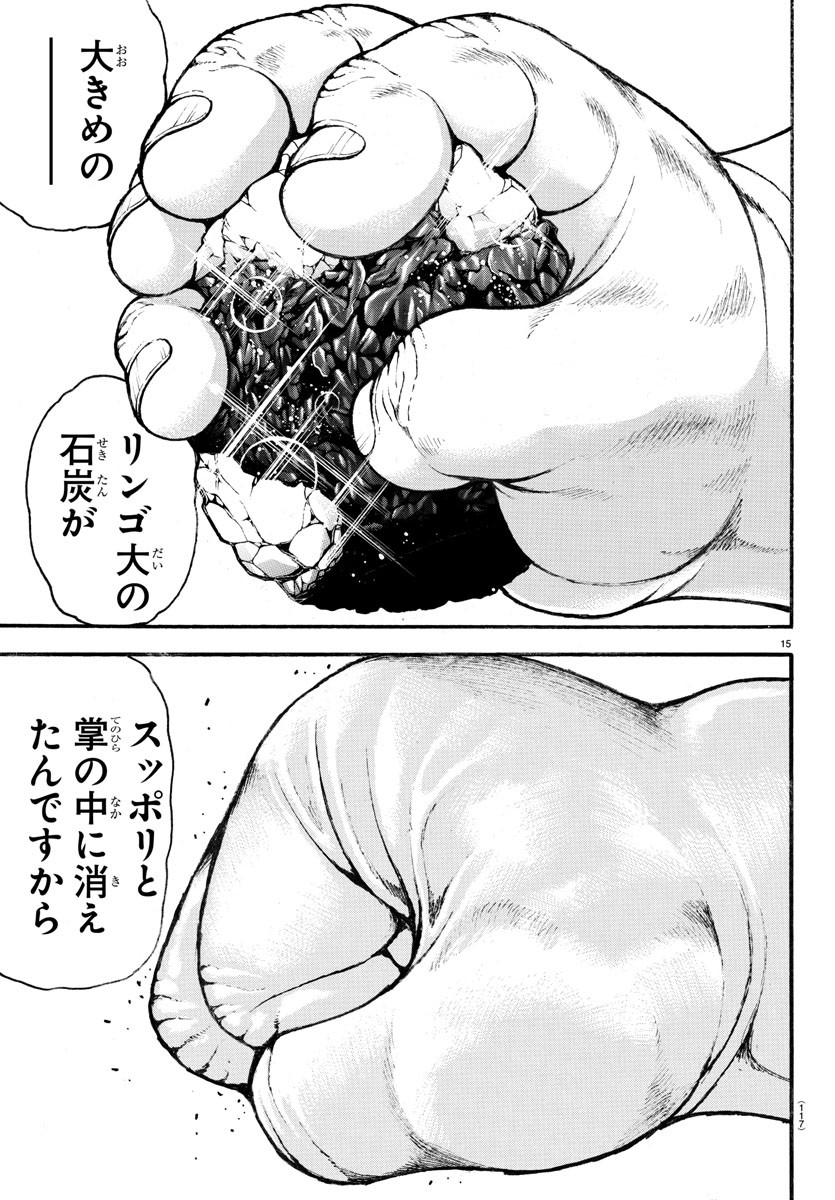 大きめの
――
リンゴ大の
石炭が
15
スッポリと
掌の中に消え
たんですから
(117)